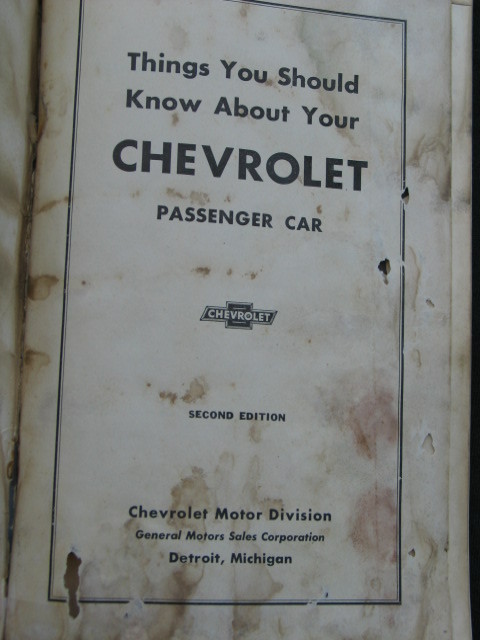 Things You Should
Know About Your
CHEVROLET
PASSENGER CAR
CHEVROLET
SECOND EDITION
Chevrolet Motor Division
General Motors Sales Corporation
Detroit, Michigan